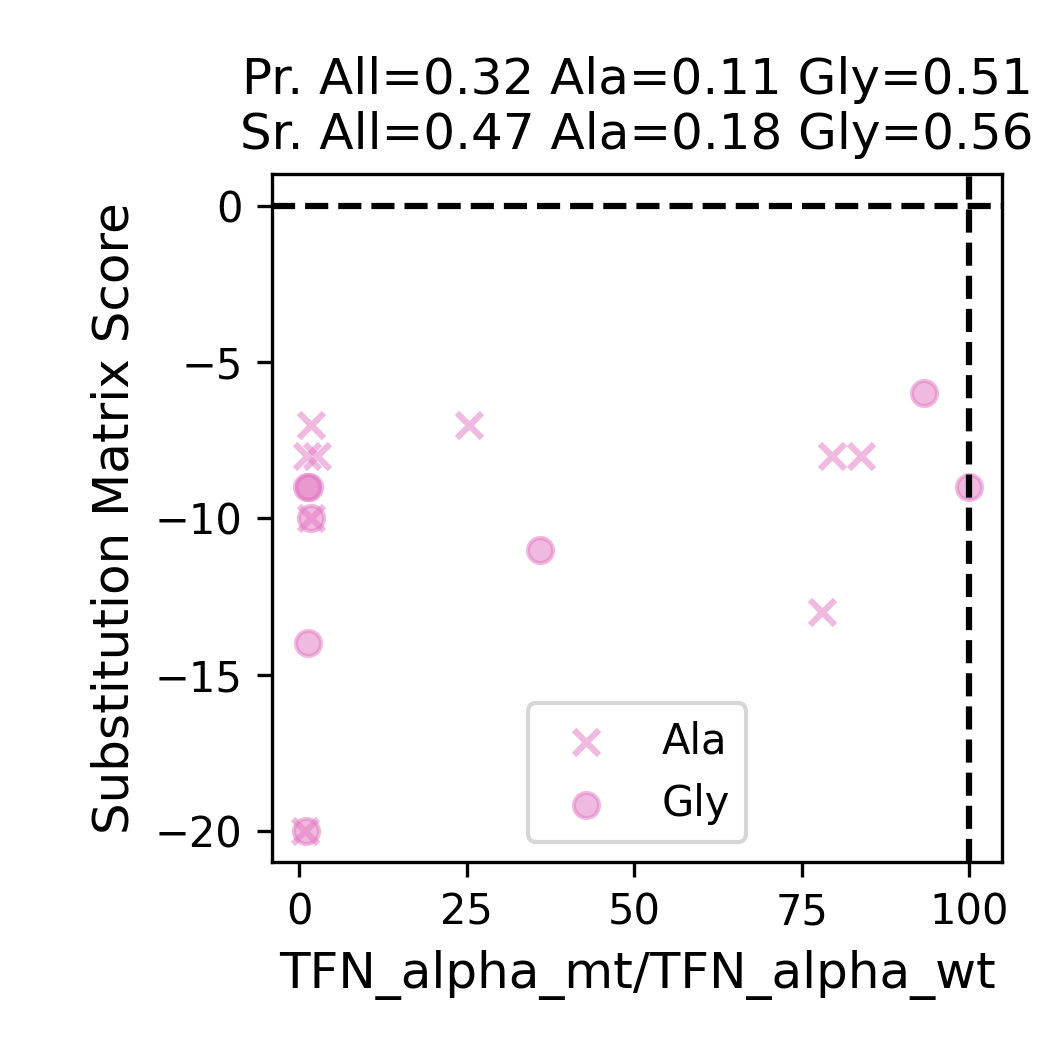 Pr. All=0.32 Ala=0.11 Gly=0.51
Sr. All=0.47 Ala=0.18 Gly=0.56
Substitution Matrix Score
0
−5
−10
−15
−20
Ala
Gly
0 25 50 75 100
TFN_alpha_mt/TFN_alpha_wt